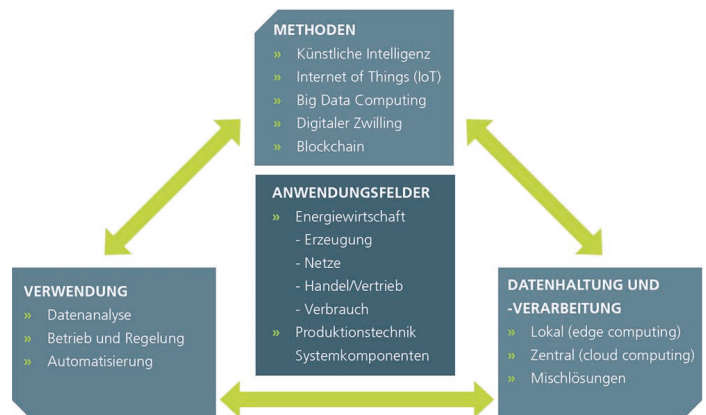 METHODEN
» Künstliche Intelligenz
» Internet of Things (IoT)
» Big Data Computing
» Digitaler Zwilling
» Blockchain
ANWENDUNGSFELDER
» Energiewirtschaft
- Erzeugung
- Netze
- Handel/Vertrieb
- Verbrauch
» Produktionstechnik
Systemkomponenten
VERWENDUNG
» Datenanalyse
» Betrieb und Regelung
» Automatisierung
DATENHALTUNG UND
-VERARBEITUNG
» Lokal (edge computing)
» Zentral (cloud computing)
» Mischlösungen